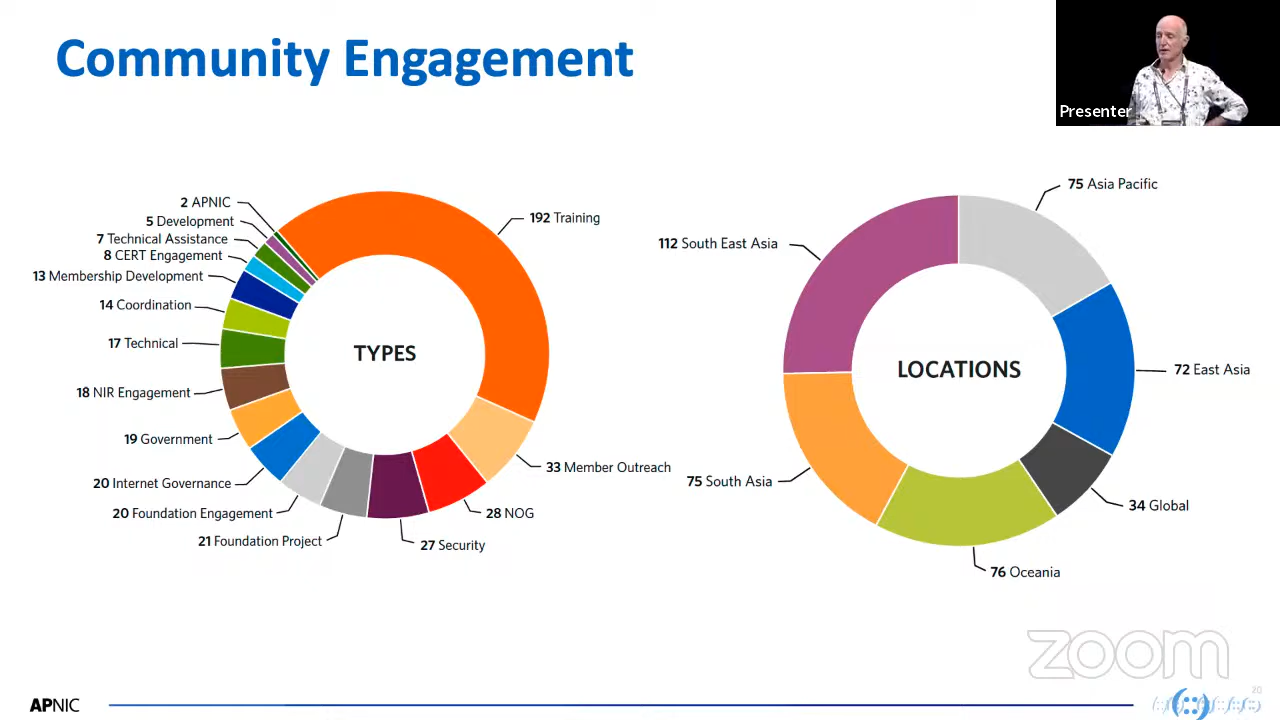 Community Engagement
Presenter
2 APNIC
5 Development
7 Technical Assistance
8 CERT Engagement
13 Membership Development
14 Coordination
17 Technical
18 NIR Engagement
19 Government
20 Internet Governance
20 Foundation Engagement
21 Foundation Project
27 Security
28 NOG
33 Member Outreach
192 Training
TYPES
75 Asia Pacific
112 South East Asia
72 East Asia
LOCATIONS
75 South Asia
34 Global
76 Oceania
zoom
20
APNIC